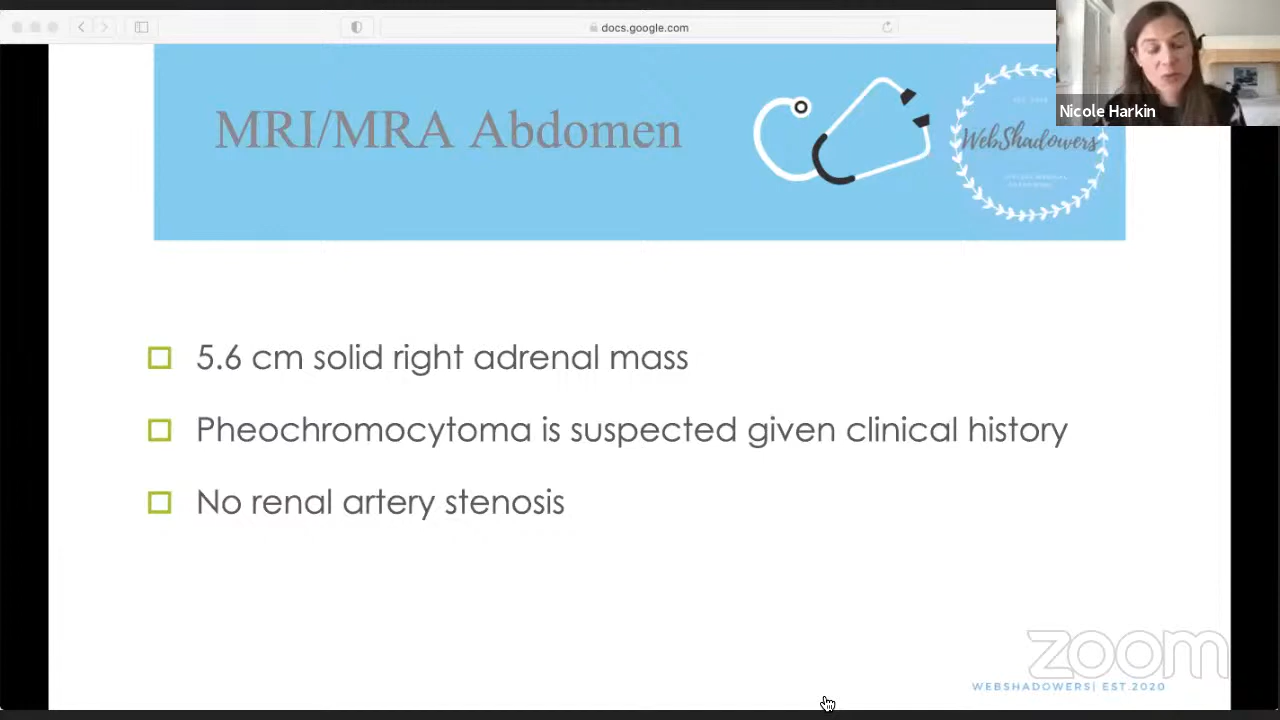 docs.google.com
MRI/MRA Abdomen
WebShadowers
Nicole Harkin
5.6 cm solid right adrenal mass
Pheochromocytoma is suspected given clinical history
No renal artery stenosis
zoom
WEBSHADOWERS| EST.2020